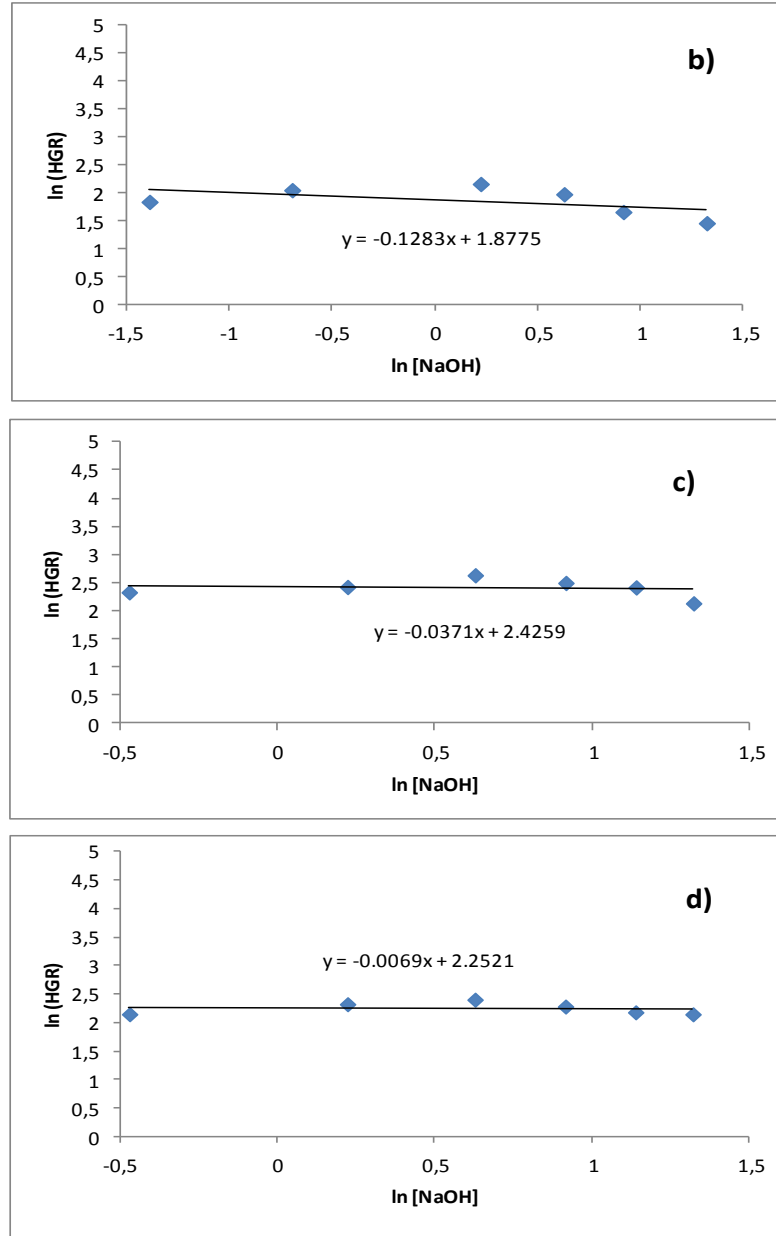 b)
5
4,5
4
3,5
3
2,5
2
1,5
1
0,5
0
ln (HGR)
y = -0.1283x + 1.8775
-1,5 -1 -0,5 0 0,5 1 1,5
ln [NaOH)
c)
5
4,5
4
3,5
3
2,5
2
1,5
1
0,5
0
ln (HGR)
y = -0.0371x + 2.4259
-0,5 0 0,5 1 1,5
ln [NaOH]
d)
5
4,5
4
3,5
3
2,5
2
1,5
1
0,5
0
ln (HGR)
y = -0.0069x + 2.2521
-0,5 0 0,5 1 1,5
ln [NaOH]